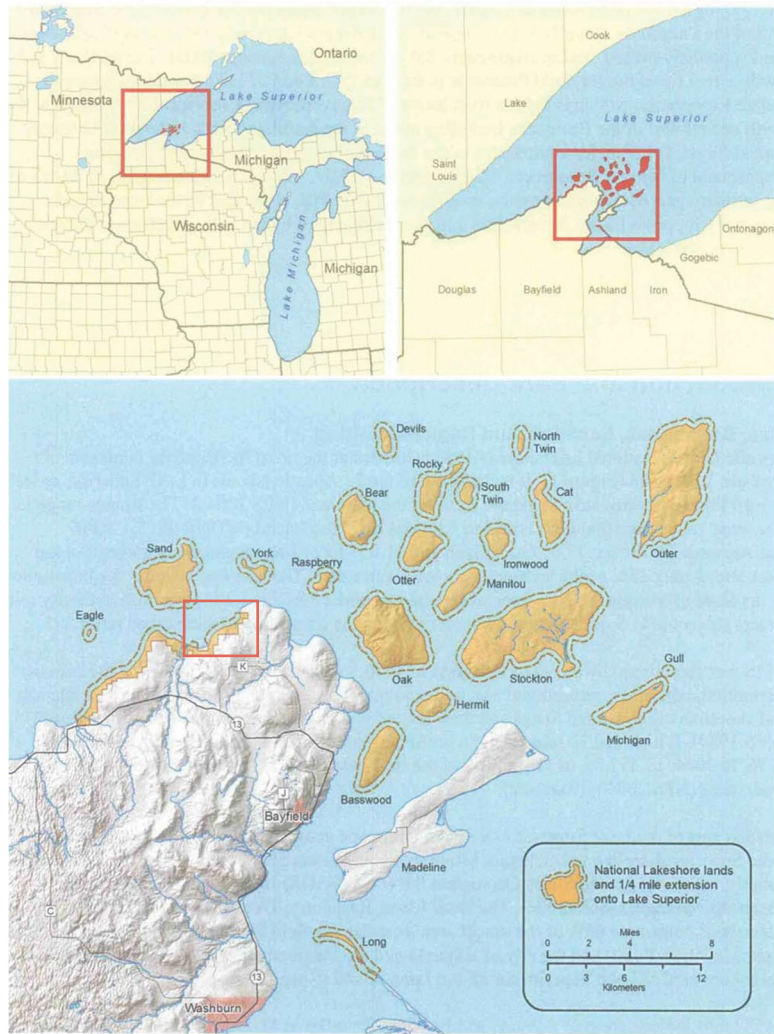 Ontario
Minnesota
Lake Superior
Michigan
Wisconsin
Lake Michigan
Michigan
Cook
Lake
Lake Superior
Saint
Louis
Ontonagon
Gogebic
Douglas
Bayfield
Ashland
Iron
Devils
North
Twin
Rocky
Bear
South
Twin
Cat
Outer
Sand
York
Raspberry
Otter
Ironwood
Manitou
Eagle
K
Oak
Stockton
Gull
Hermit
Michigan
13
Basswood
J
Bayfield
Madeline
C
Long
13
Washburn
National Lakeshore lands
and 1/4 mile extension
onto Lake Superior
Miles
0 2 4 8
0 3 6 12
Kilometers